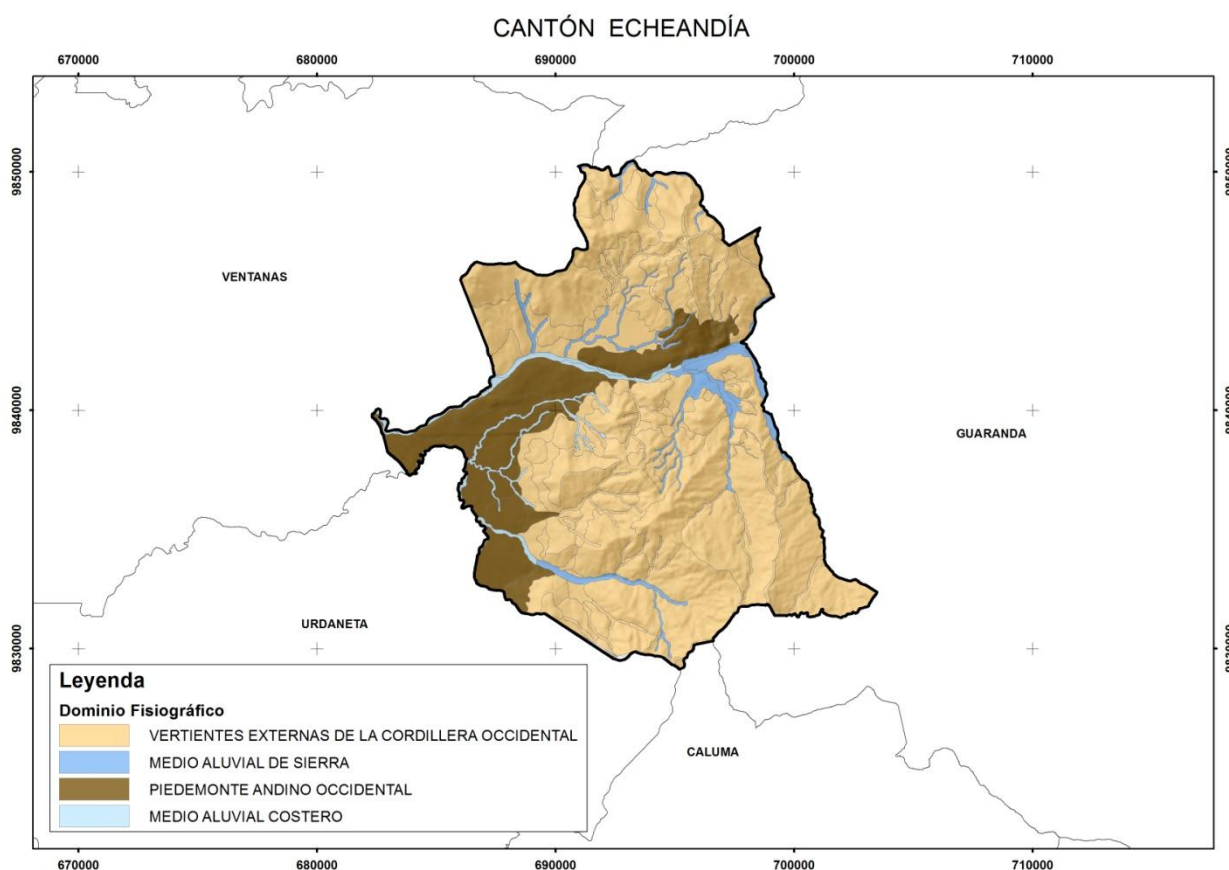 CANTÓN ECHEANDÍA
670000 680000 690000 700000 710000
9850000 9850000
VENTANAS
9840000 9840000
GUARANDA
URDANETA
9830000 9830000
Leyenda
Dominio Fisiográfico
VERTIENTES EXTERNAS DE LA CORDILLERA OCCIDENTAL
MEDIO ALUVIAL DE SIERRA
PIEDEMONTE ANDINO OCCIDENTAL
MEDIO ALUVIAL COSTERO
CALUMA
670000 680000 690000 700000 710000